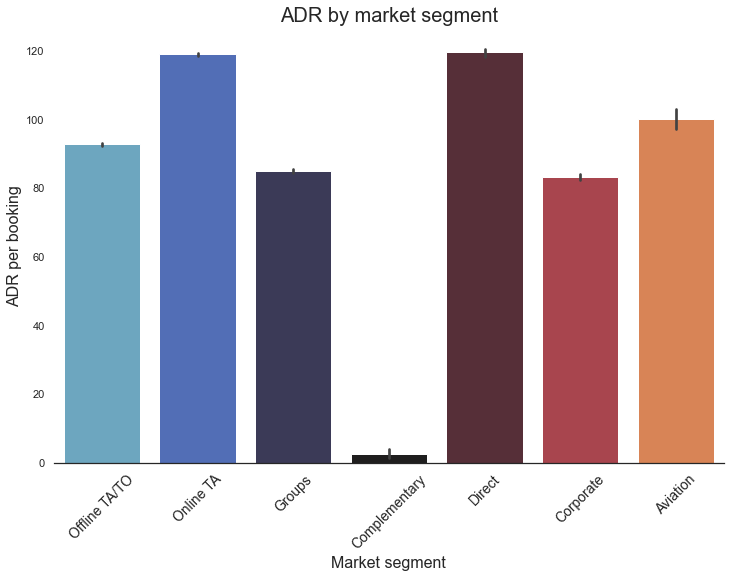 ADR by market segment
ADR per booking
120
100
80
60
40
20
0
Offline TA/TO
Online TA
Groups
Complementary
Direct
Corporate
Aviation
Market segment